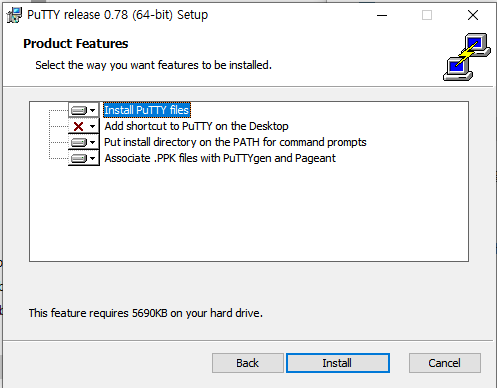 PuTTY release 0.78 (64-bit) Setup
Product Features
Select the way you want features to be installed.
Install PuTTY files
Add shortcut to PuTTY on the Desktop
Put install directory on the PATH for command prompts
Associate .PPK files with PuTTYgen and Pageant
This feature requires 5690KB on your hard drive.
Back
Install
Cancel